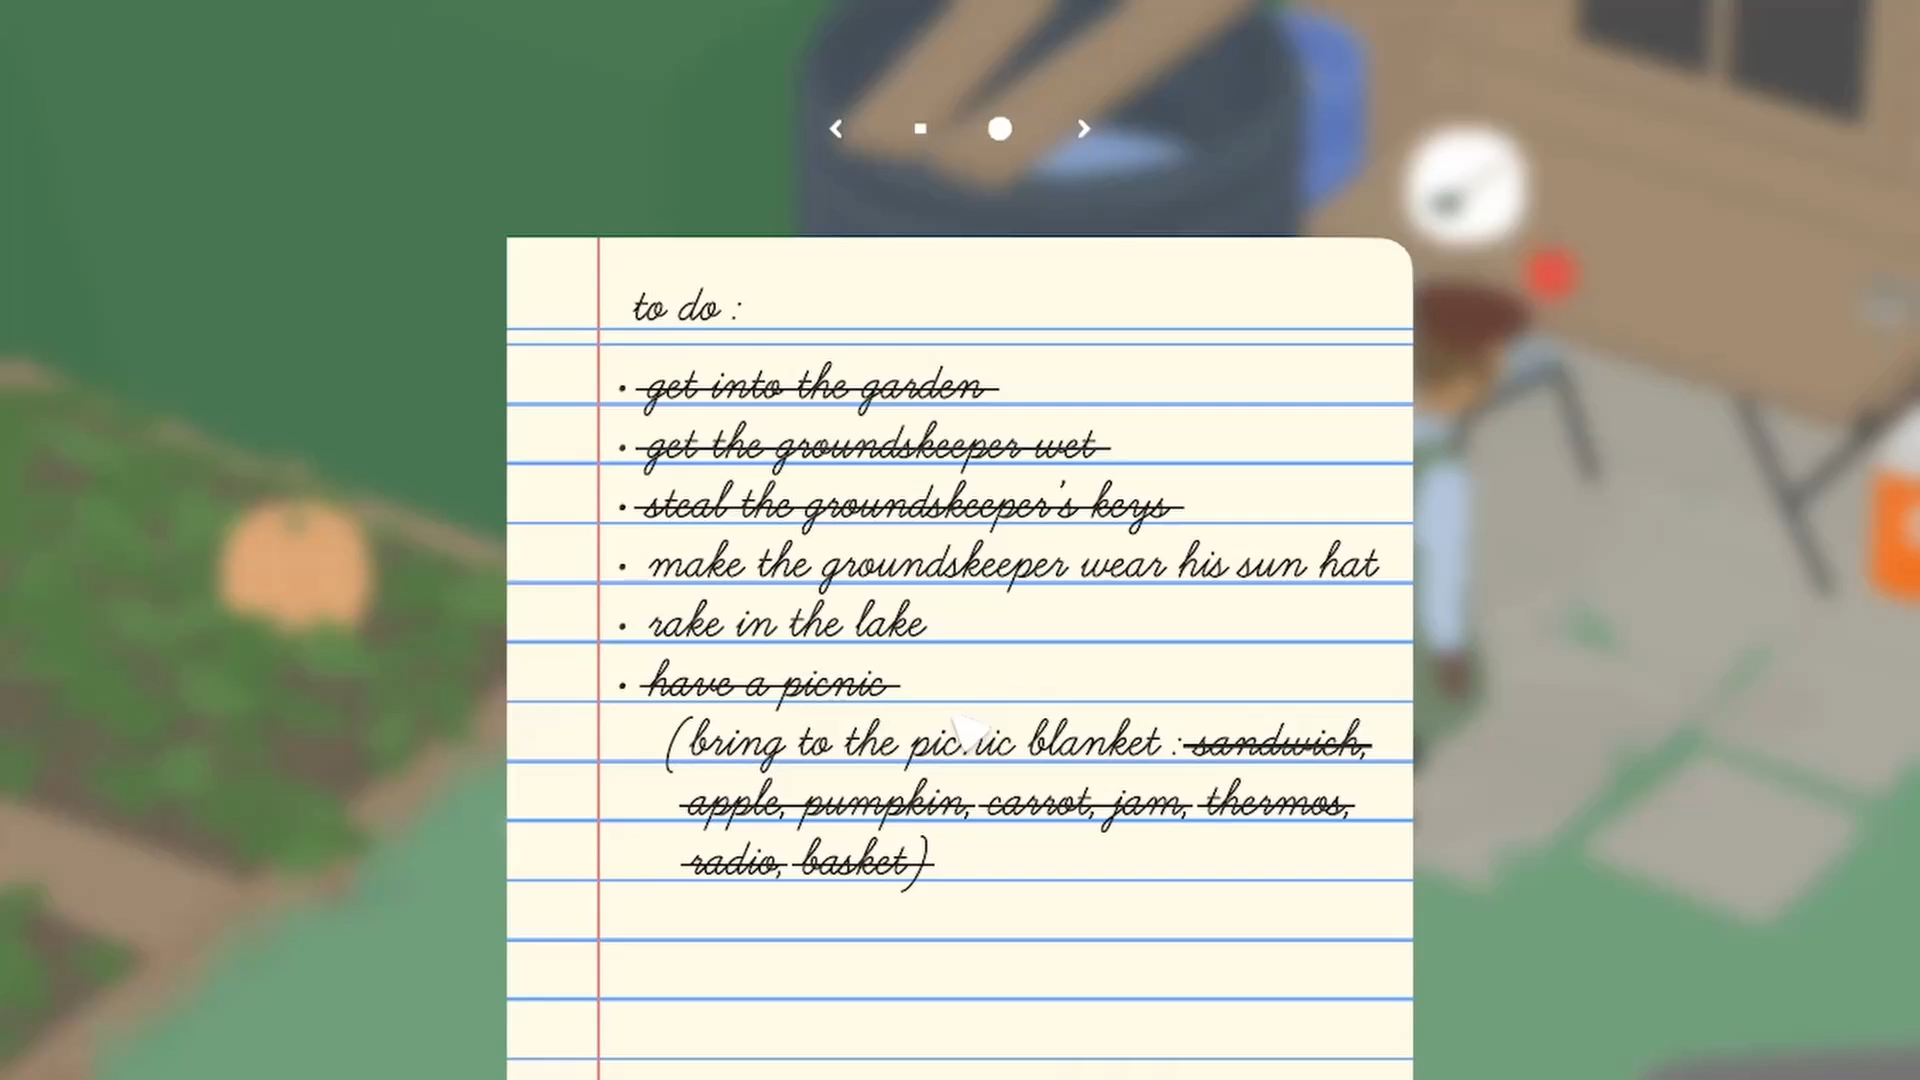 to do :
• get into the garden
• get the groundskeeper wet
• steal the groundskeeper's keys
• make the groundskeeper wear his sun hat
• rake in the lake
• have a picnic
(bring to the picnic blanket : sandwich,
apple, pumpkin, carrot, jam, thermos,
radio, basket)